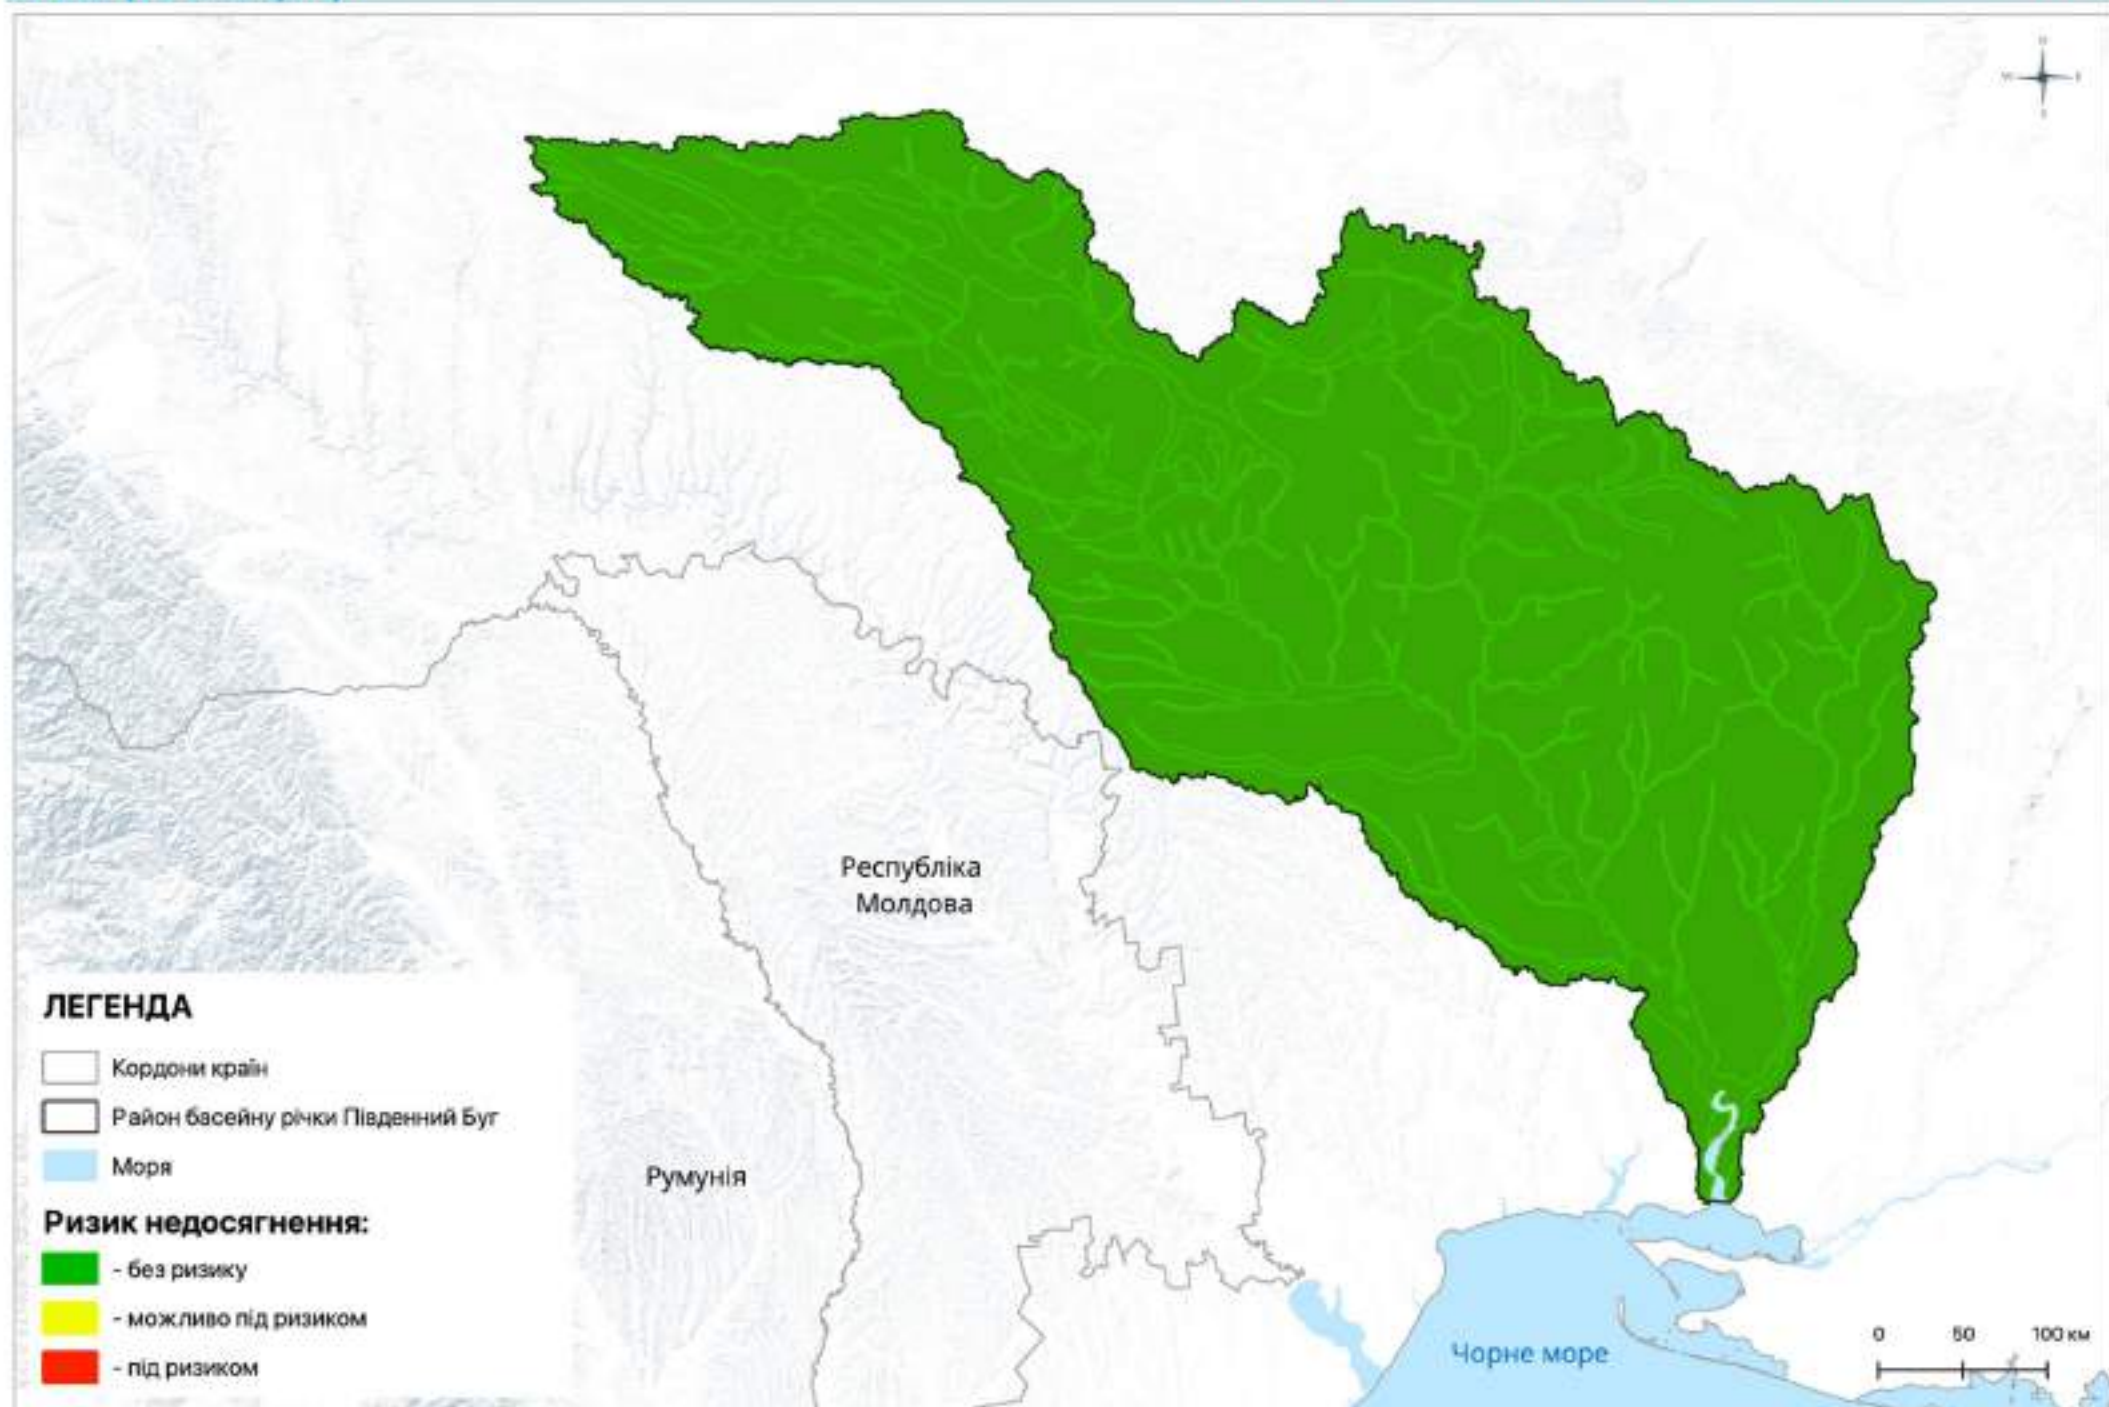 Республіка
Молдова
Румунія
Чорне море
ЛЕГЕНДА
Кордони країн
Район басейну річки Південний Буг
Моря
Ризик недосягнення:
- без ризику
- можливо під ризиком
- під ризиком
0 50 100 км